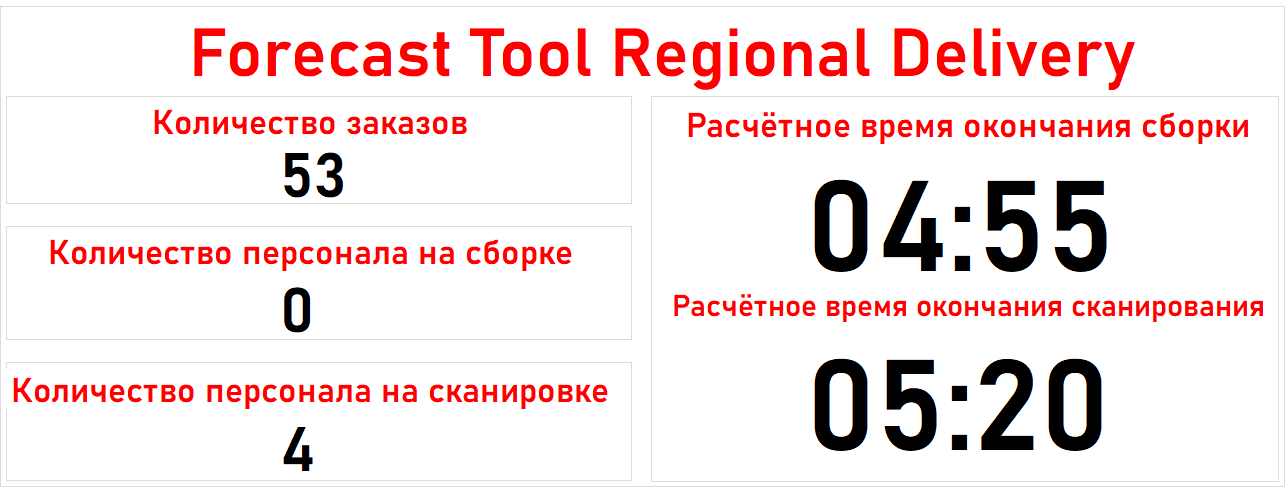 Forecast Tool Regional Delivery
Количество заказов
53
Количество персонала на сборке
0
Количество персонала на сканировке
4
Расчётное время окончания сборки
04:55
Расчётное время окончания сканирования
05:20